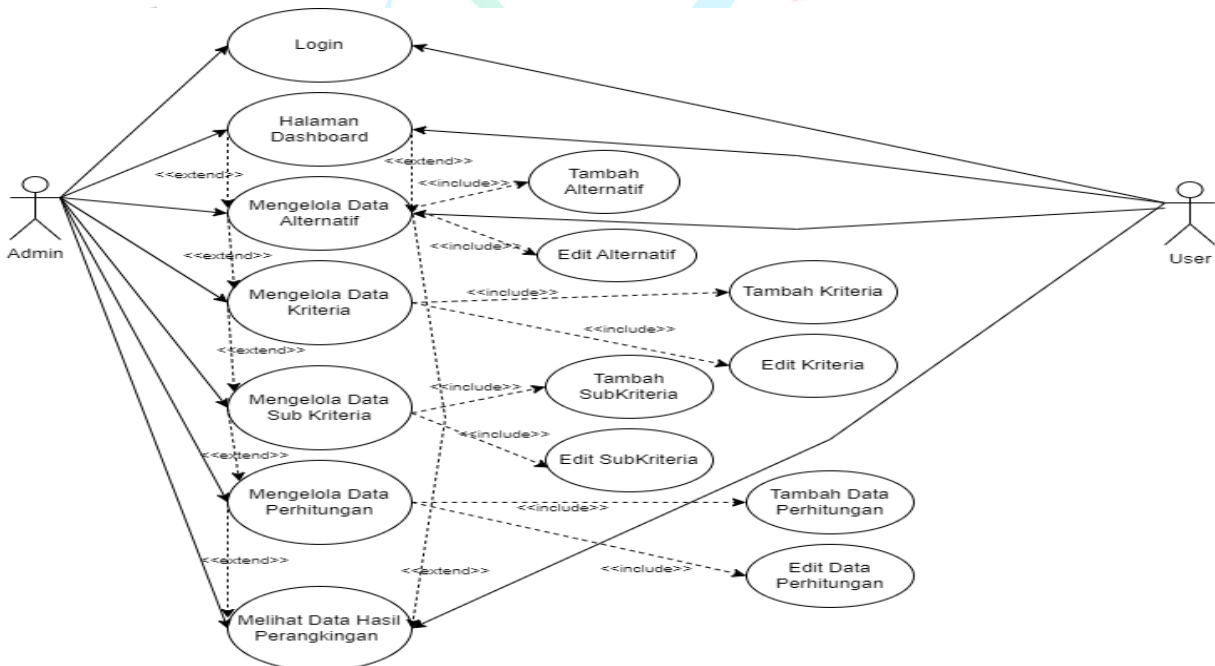 Login
Halaman
Dashboard
<<extend>>
<<extend>>
<<include>>
Tambah
Alternatif
Admin
Mengelola Data
Alternatif
User
<<extend>>
<<include>>
Edit Alternatif
Mengelola Data
Kriteria
<<include>>
Tambah Kriteria
<<include>>
Edit Kriteria
<<extend>>
Mengelola Data
Sub Kriteria
<<include>>
Tambah
SubKriteria
<<include>>
Edit SubKriteria
<<extend>>
Mengelola Data
Perhitungan
<<include>>
Tambah Data
Perhitungan
<<extend>>
<<extend>>
<<include>>
Edit Data
Perhitungan
Melihat Data Hasil
Perangkingan